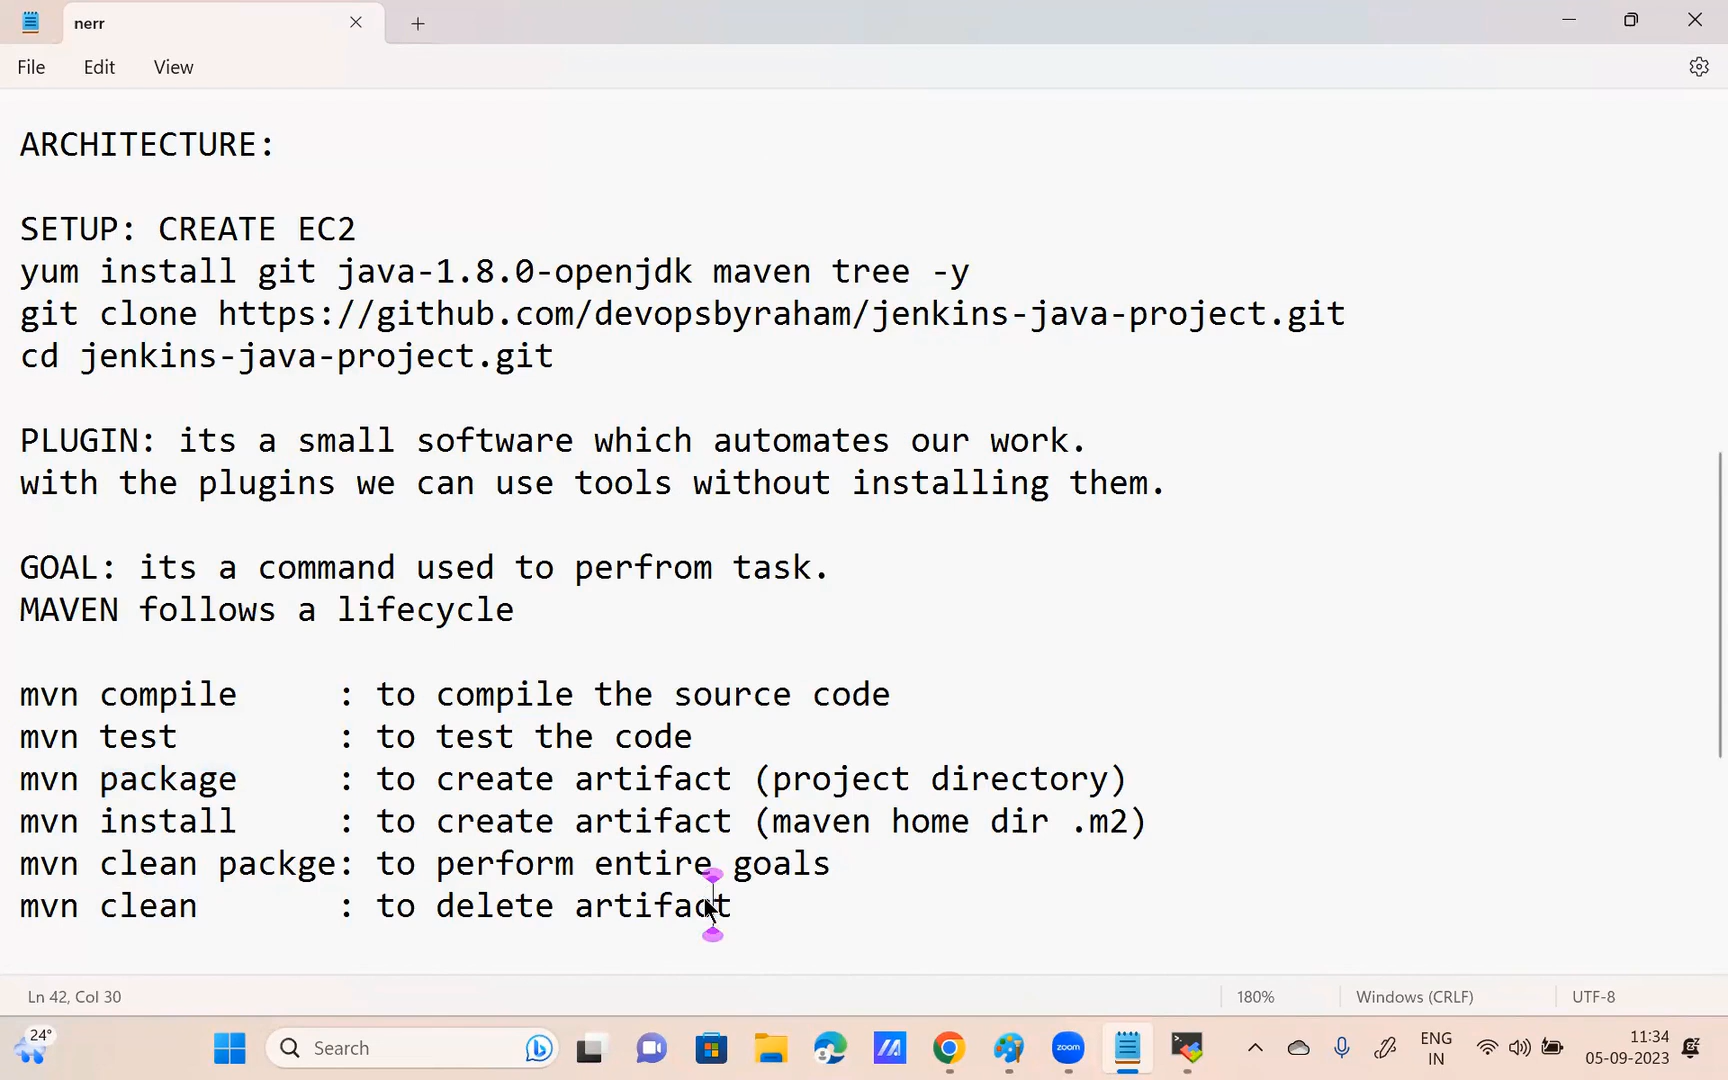 nerr
File Edit View
ARCHITECTURE:
SETUP: CREATE EC2
yum install git java-1.8.0-openjdk maven tree -y
git clone https://github.com/devopsbyraham/jenkins-java-project.git
cd jenkins-java-project.git
PLUGIN: its a small software which automates our work.
with the plugins we can use tools without installing them.
GOAL: its a command used to perfrom task.
MAVEN follows a lifecycle
mvn compile : to compile the source code
mvn test : to test the code
mvn package : to create artifact (project directory)
mvn install : to create artifact (maven home dir .m2)
mvn clean packge: to perform entire goals
mvn clean : to delete artifact
Ln 42, Col 30 180% Windows (CRLF) UTF-8
24° Search zoom ENG 11:34
IN 05-09-2023